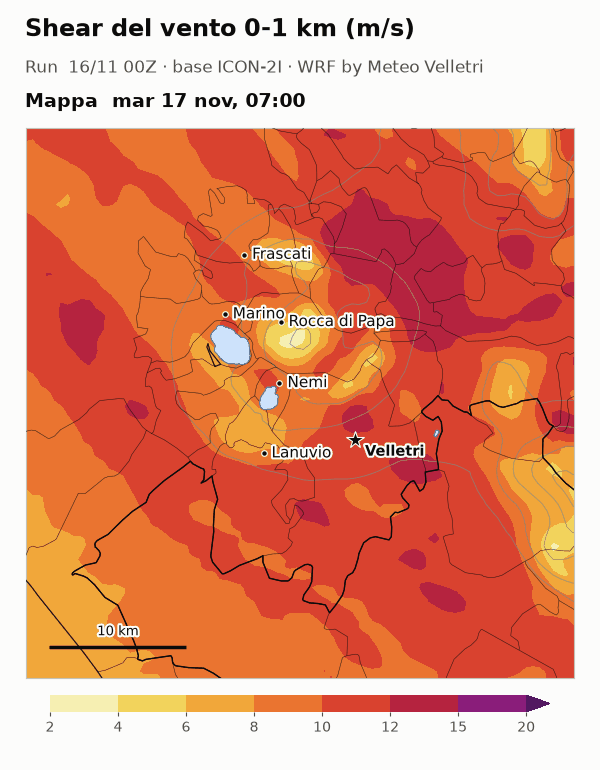 Shear del vento 0-1 km (m/s)
Run  16/11 00Z · base ICON-2I · WRF by Meteo Velletri
Mappa  mar 17 nov, 07:00
Frascati
Marino
Rocca di Papa
Nemi
Velletri
Lanuvio
10 km
2 4 6 8 10 12 15 20